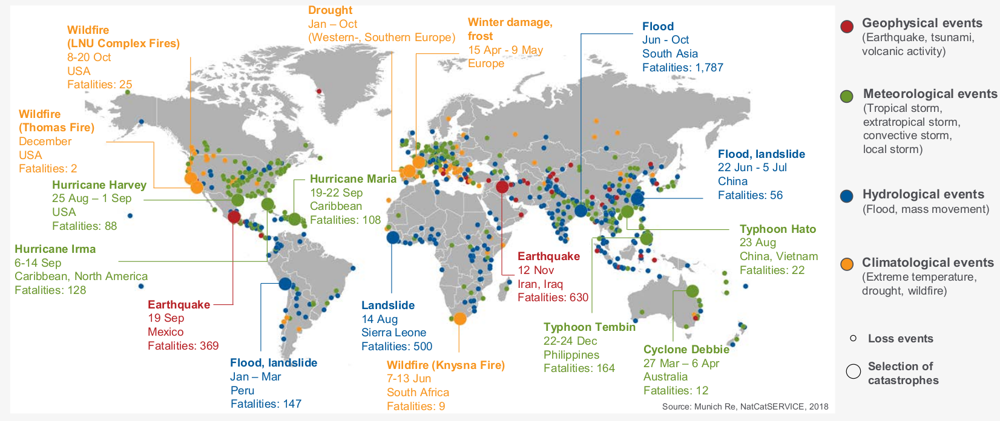 Drought
Jan – Oct
(Western-, Southern Europe)
Winter damage,
frost
15 Apr - 9 May
Europe
Flood
Jun - Oct
South Asia
Fatalities: 1,787
Wildfire
(LNU Complex Fires)
8-20 Oct
USA
Fatalities: 25
Wildfire
(Thomas Fire)
December
USA
Fatalities: 2
Hurricane Harvey
25 Aug – 1 Sep
USA
Fatalities: 88
Hurricane Maria
19-22 Sep
Caribbean
Fatalities: 108
Flood, landslide
22 Jun - 5 Jul
China
Fatalities: 56
Hurricane Irma
6-14 Sep
Caribbean, North America
Fatalities: 128
Typhoon Hato
23 Aug
China, Vietnam
Fatalities: 22
Earthquake
12 Nov
Iran, Iraq
Fatalities: 630
Earthquake
19 Sep
Mexico
Fatalities: 369
Landslide
14 Aug
Sierra Leone
Fatalities: 500
Typhoon Tembin
22-24 Dec
Philippines
Fatalities: 164
Cyclone Debbie
27 Mar – 6 Apr
Australia
Fatalities: 12
Flood, landslide
Jan – Mar
Peru
Fatalities: 147
Wildfire (Knysna Fire)
7-13 Jun
South Africa
Fatalities: 9
Source: Munich Re, NatCatSERVICE, 2018
Geophysical events
(Earthquake, tsunami,
volcanic activity)
Meteorological events
(Tropical storm,
extratropical storm,
convective storm,
local storm)
Hydrological events
(Flood, mass movement)
Climatological events
(Extreme temperature,
drought, wildfire)
Loss events
Selection of
catastrophes